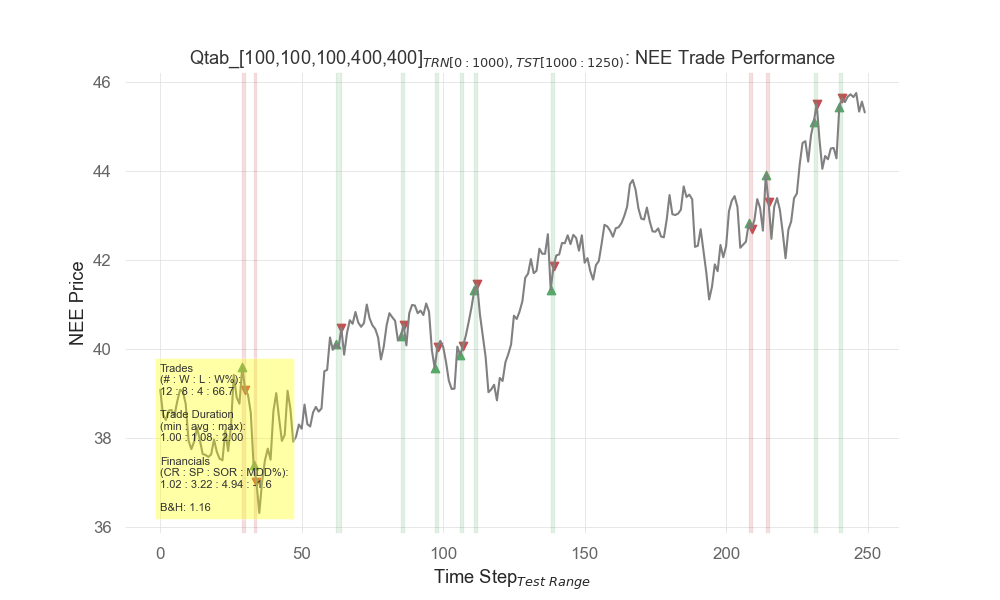 Qtab_[100,100,100,400,400]TRN[0:1000),TST[1000:1250): NEE Trade Performance
46
44
42
40
38
36
NEE Price
Trades
(# : W : L : W%):
12 : 8 : 4 : 66.7
Trade Duration
(min : avg : max):
1.00 : 1.08 : 2.00
Financials
(CR : SP : SOR : MDD%):
1.02 : 3.22 : 4.94 : -1.6
B&H: 1.16
0 50 100 150 200 250
Time StepTest Range